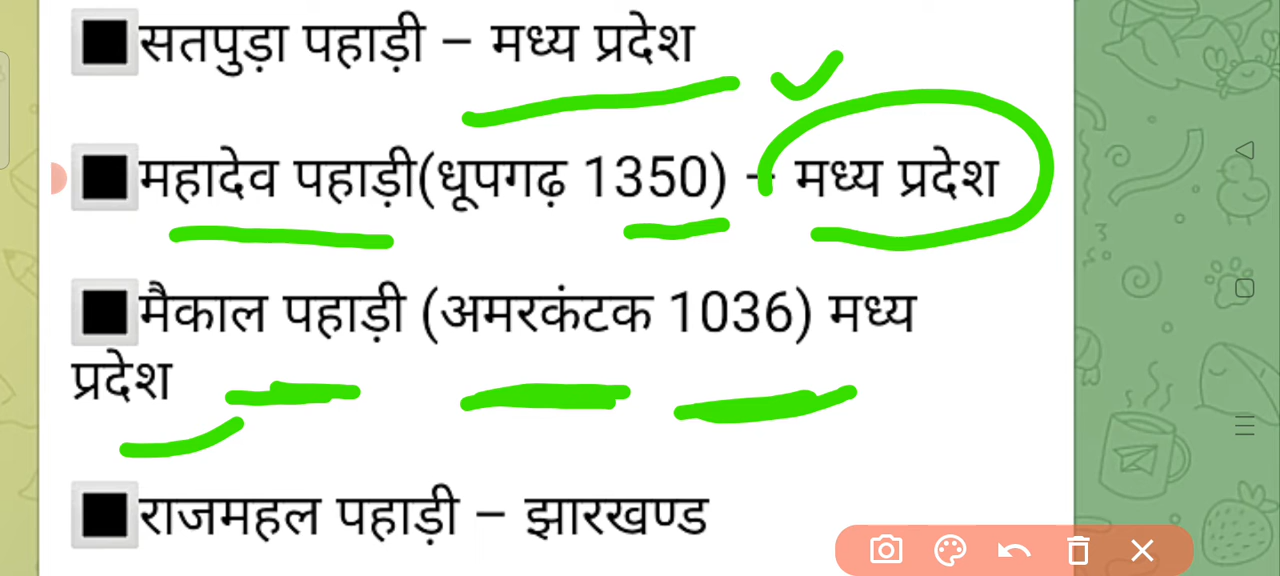 सतपुड़ा पहाड़ी – मध्य प्रदेश
महादेव पहाड़ी(धूपगढ़ 1350) – मध्य प्रदेश
मैकाल पहाड़ी (अमरकंटक 1036) मध्य
प्रदेश
राजमहल पहाड़ी – झारखण्ड